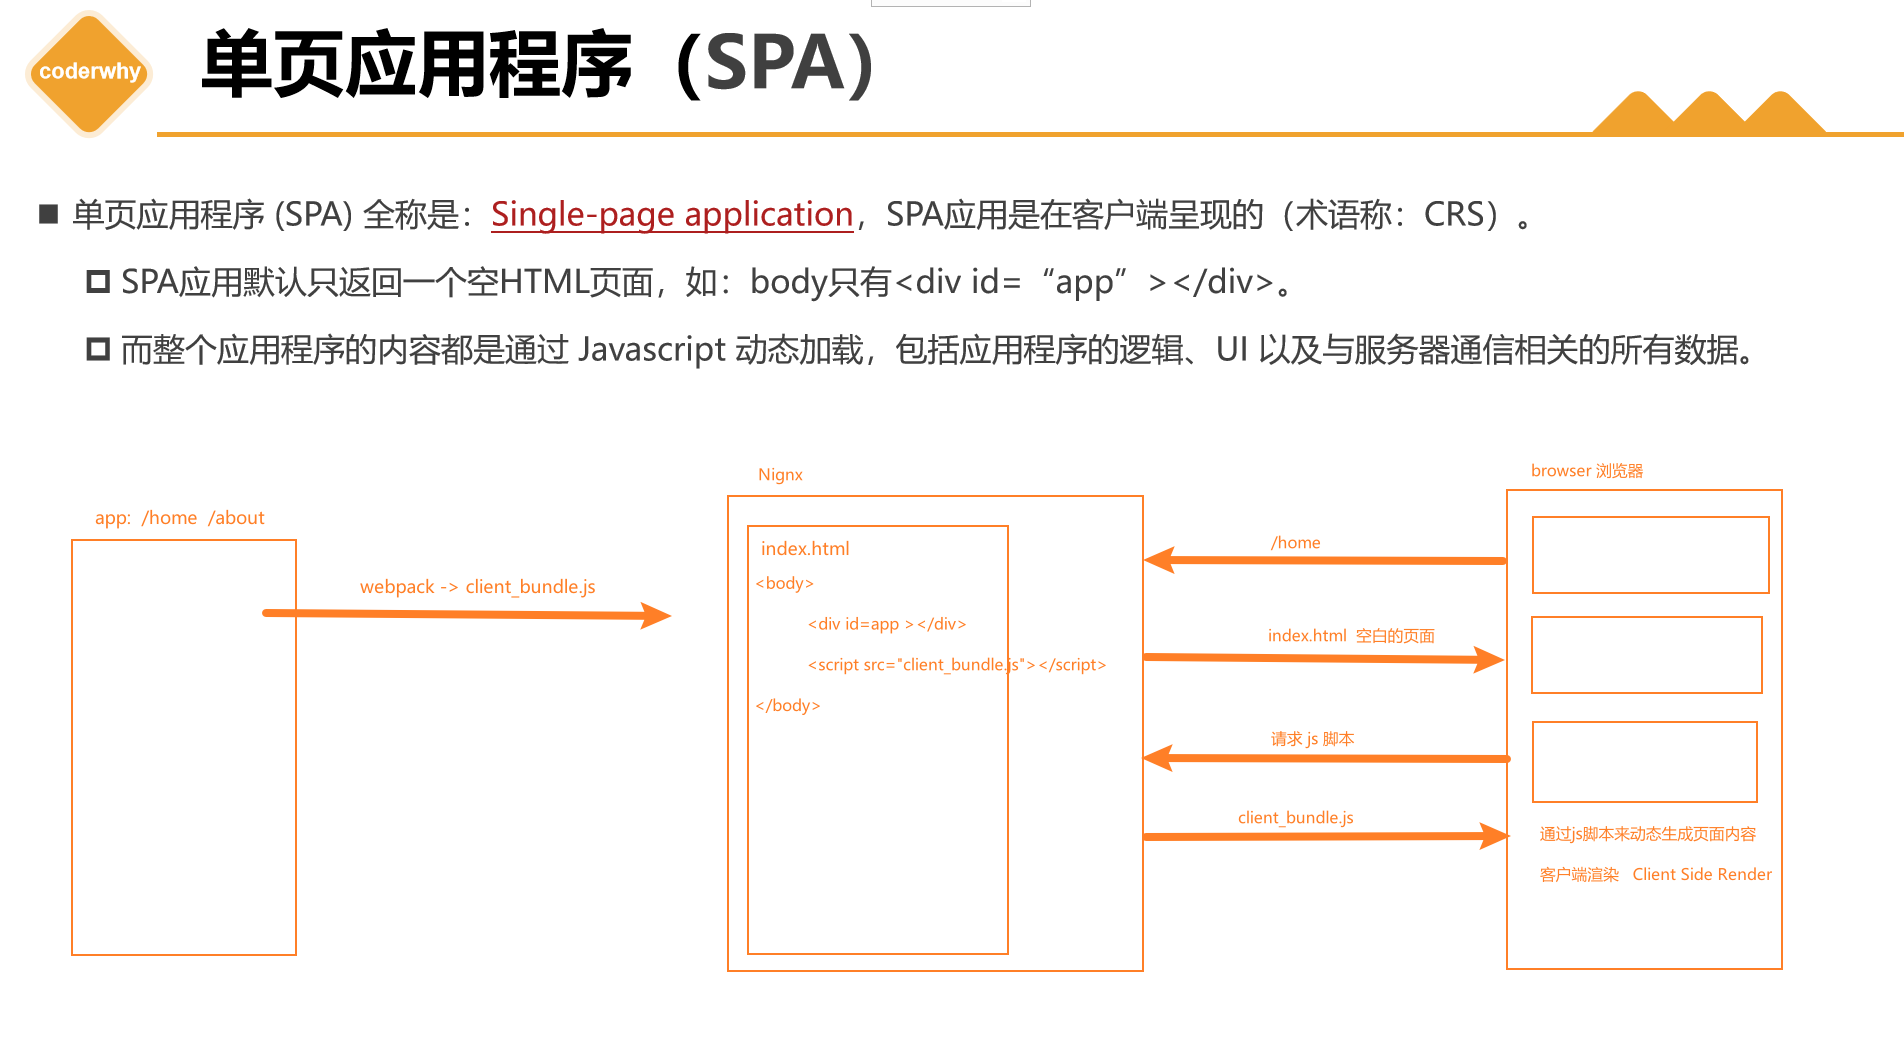 coderwhy
单页应用程序（SPA）
单页应用程序 (SPA) 全称是：Single-page application，SPA应用是在客户端呈现的（术语称：CRS）。
SPA应用默认只返回一个空HTML页面，如：body只有<div id=“app”></div>。
而整个应用程序的内容都是通过 Javascript 动态加载，包括应用程序的逻辑、UI 以及与服务器通信相关的所有数据。
app: /home /about
webpack -> client_bundle.js
Nignx
index.html
<body>
<div id=app ></div>
<script src="client_bundle.js"></script>
</body>
/home
index.html 空白的页面
请求 js 脚本
client_bundle.js
browser 浏览器
通过js脚本来动态生成页面内容
客户端渲染 Client Side Render